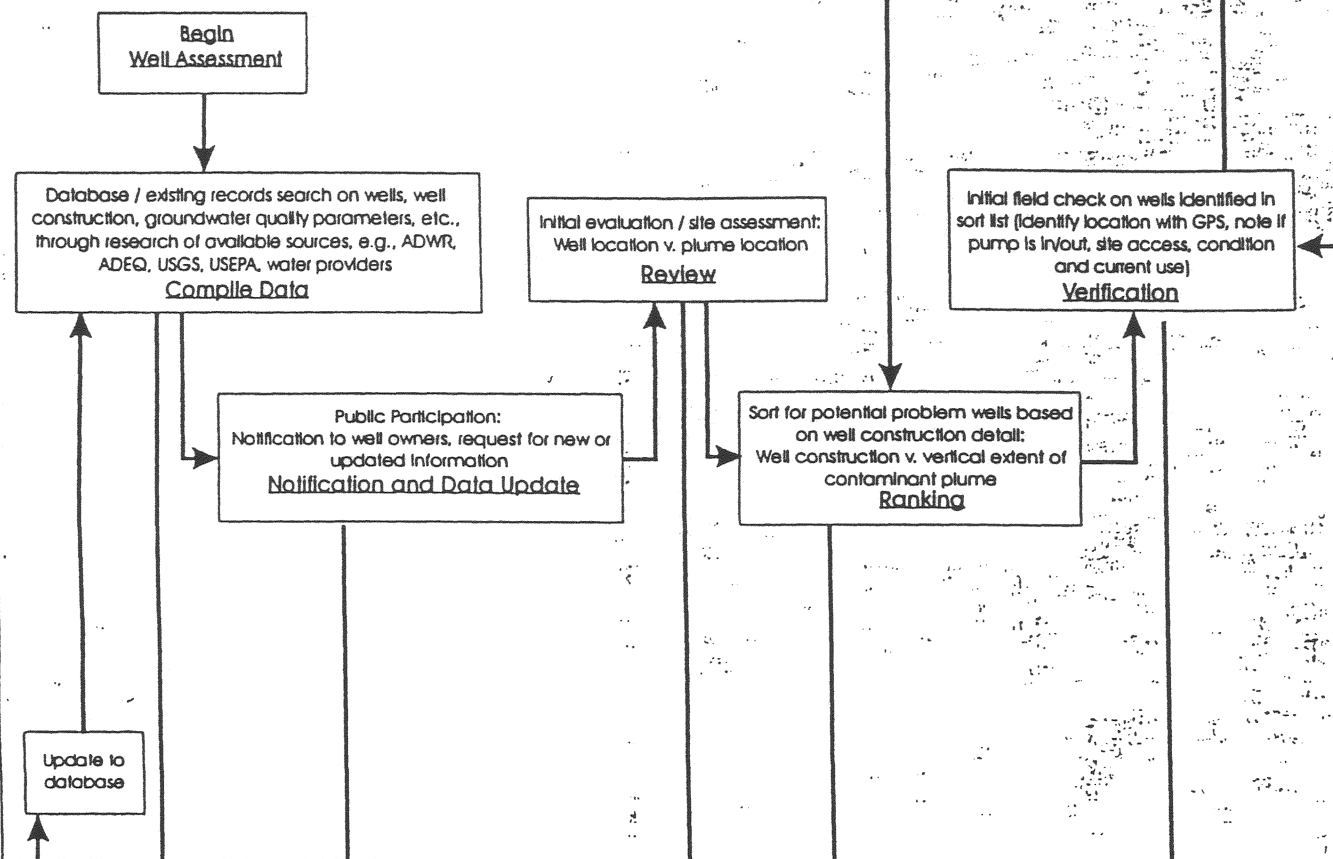 Begin
Well Assessment
Database / existing records search on wells, well
construction, groundwater quality parameters, etc.,
through research of available sources, e.g., ADWR,
ADEQ, USGS, USEPA, water providers
Compile Data
Public Participation:
Notification to well owners, request for new or
updated information
Notification and Data Update
Initial evaluation / site assessment:
Well location v. plume location
Review
Sort for potential problem wells based
on well construction detail:
Well construction v. vertical extent of
contaminant plume
Ranking
Initial field check on wells identified in
sort list (identify location with GPS, note if
pump is in/out, site access, condition
and current use)
Verification
Update to
database